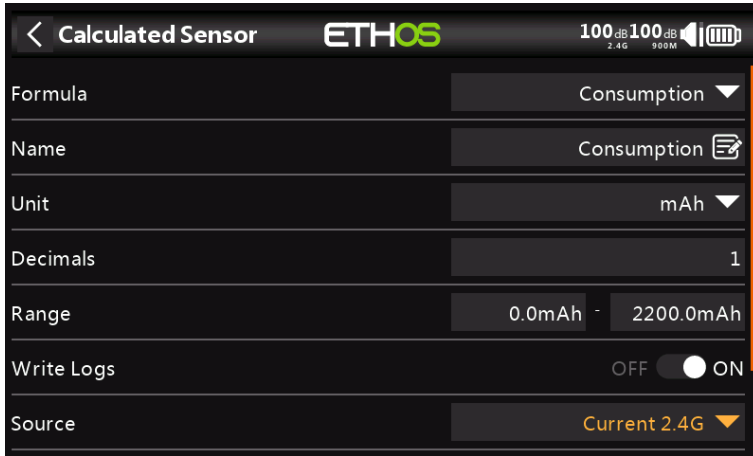 Calculated Sensor ETHOS 100dB 100dB
2.4G 900M
Formula Consumption
Name Consumption
Unit mAh
Decimals 1
Range 0.0mAh - 2200.0mAh
Write Logs OFF ON
Source Current 2.4G